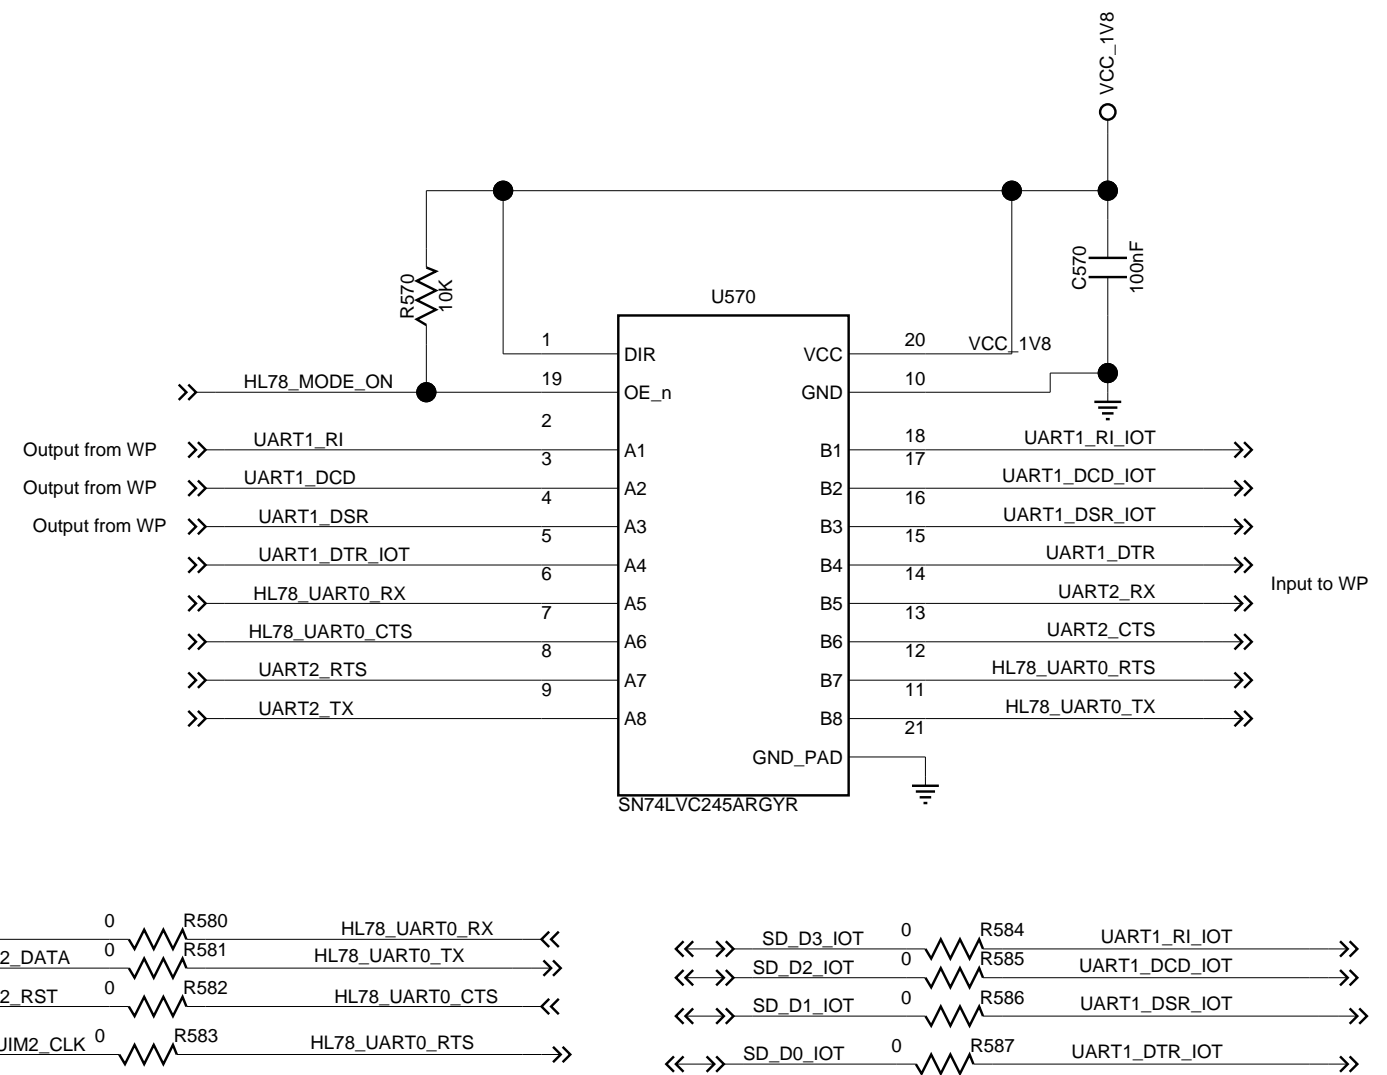 VCC_1V8
C570
100nF
R570
10K
U570
1
DIR
VCC
20
VCC_1V8
HL78_MODE_ON
19
OE_n
GND
10
Output from WP
UART1_RI
2
A1
B1
18
UART1_RI_IOT
Output from WP
UART1_DCD
3
A2
B2
17
UART1_DCD_IOT
Output from WP
UART1_DSR
4
A3
B3
16
UART1_DSR_IOT
UART1_DTR_IOT
5
A4
B4
15
UART1_DTR
HL78_UART0_RX
6
A5
B5
14
UART2_RX
Input to WP
HL78_UART0_CTS
7
A6
B6
13
UART2_CTS
UART2_RTS
8
A7
B7
12
HL78_UART0_RTS
UART2_TX
9
A8
B8
11
HL78_UART0_TX
21
GND_PAD
SN74LVC245ARGYR
0
R580
HL78_UART0_RX
2_DATA
0
R581
HL78_UART0_TX
2_RST
0
R582
HL78_UART0_CTS
UIM2_CLK
0
R583
HL78_UART0_RTS
SD_D3_IOT
0
R584
UART1_RI_IOT
SD_D2_IOT
0
R585
UART1_DCD_IOT
SD_D1_IOT
0
R586
UART1_DSR_IOT
SD_D0_IOT
0
R587
UART1_DTR_IOT